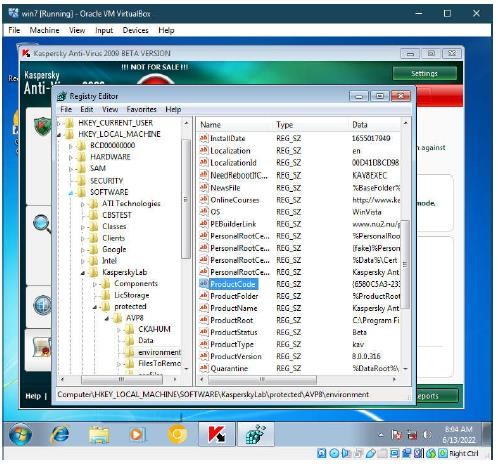 win7 [Running] - Oracle VM VirtualBox
File Machine View Input Devices Help
Kaspersky Anti-Virus 2009 BETA VERSION
!!! NOT FOR SALE !!!
Kaspersky
Anti-
Settings
Registry Editor
File Edit View Favorites Help
HKEY_CURRENT_USER
HKEY_LOCAL_MACHINE
BCD00000000
HARDWARE
SAM
SECURITY
SOFTWARE
ATI Technologies
CBSTEST
Classes
Clients
Google
Intel
KasperskyLab
Components
LicStorage
protected
AVP8
CKAHUM
Data
environment
FilesToRemo
Name Type Data
InstallDate REG_SZ 1655017949
Localization REG_SZ en
LocalizationId REG_SZ 00D41D8CD98
NeedRebootIfC... REG_SZ KAV8EXEC
NewsFile REG_SZ %BaseFolder%
OnlineCourses REG_SZ http://www.ka
OS REG_SZ WinVista
PEBuilderLink REG_SZ www.nu2.nu/p
PersonalRootCe... REG_SZ %PersonalRoo
PersonalRootCe... REG_SZ (fake)%Person
PersonalRootCe... REG_SZ %Data%\Cert
PersonalRootCe... REG_SZ Kaspersky Ant
ProductCode REG_SZ {6580C5A3-233
ProductFolder REG_SZ %ProductRoot
ProductName REG_SZ Kaspersky Ant
ProductRoot REG_SZ C:\Program Fi
ProductStatus REG_SZ Beta
ProductType REG_SZ kav
ProductVersion REG_SZ 8.0.0.316
Quarantine REG_SZ %DataRoot%\
against
mode.
Computer\HKEY_LOCAL_MACHINE\SOFTWARE\KasperskyLab\protected\AVP8\environment
Help
eports
8:04 AM
6/13/2022
Right Ctrl